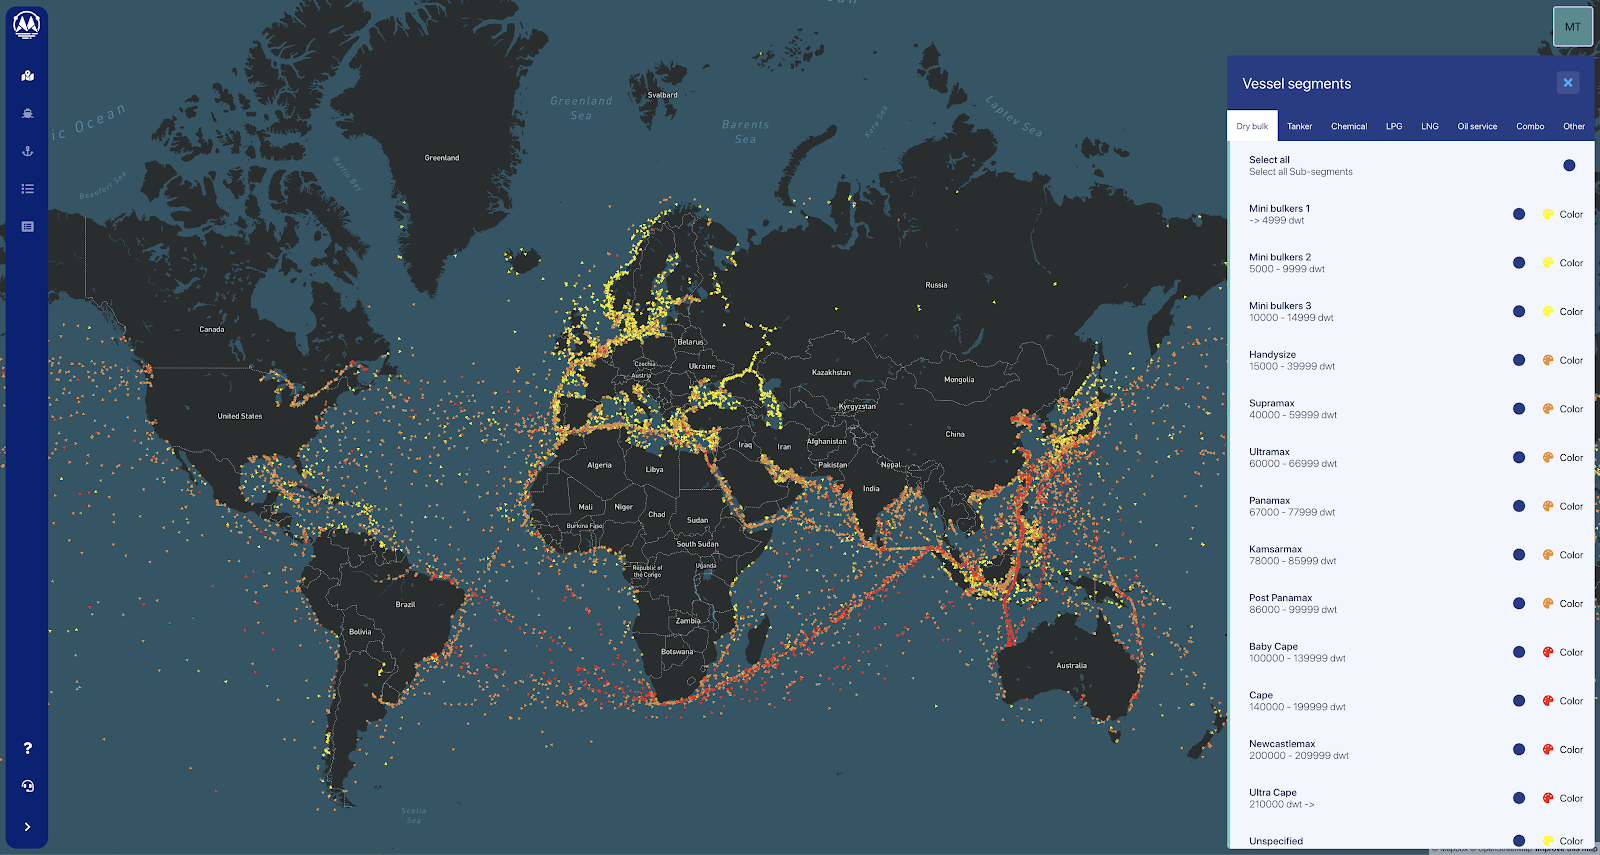 MT
Vessel segments
Dry bulk
Tanker
Chemical
LPG
LNG
Oil service
Combo
Other
Select all
Select all Sub-segments
Mini bulkers 1
-> 4999 dwt
Color
Mini bulkers 2
5000 - 9999 dwt
Color
Mini bulkers 3
10000 - 14999 dwt
Color
Handysize
15000 - 39999 dwt
Color
Supramax
40000 - 59999 dwt
Color
Ultramax
60000 - 66999 dwt
Color
Panamax
67000 - 77999 dwt
Color
Kamsarmax
78000 - 85999 dwt
Color
Post Panamax
86000 - 99999 dwt
Color
Baby Cape
100000 - 139999 dwt
Color
Cape
140000 - 199999 dwt
Color
Newcastlemax
200000 - 209999 dwt
Color
Ultra Cape
210000 dwt ->
Color
Unspecified
Color
ic Ocean
Beaufort Sea
Baffin Bay
Greenland
Greenland
Sea
Svalbard
Barents
Sea
Kara Sea
Laptev Sea
Russia
Canada
United States
Belarus
Czechia
Austria
Ukraine
Kazakhstan
Mongolia
Kyrgyzstan
China
Iraq
Iran
Afghanistan
Pakistan
Nepal
India
Algeria
Libya
Mali
Niger
Chad
Sudan
Burkina Faso
South Sudan
Uganda
Republic of
the Congo
Zambia
Botswana
Brazil
Bolivia
Australia
Scotia
Sea
?
© Mapbox © OpenStreetMap Improve this map